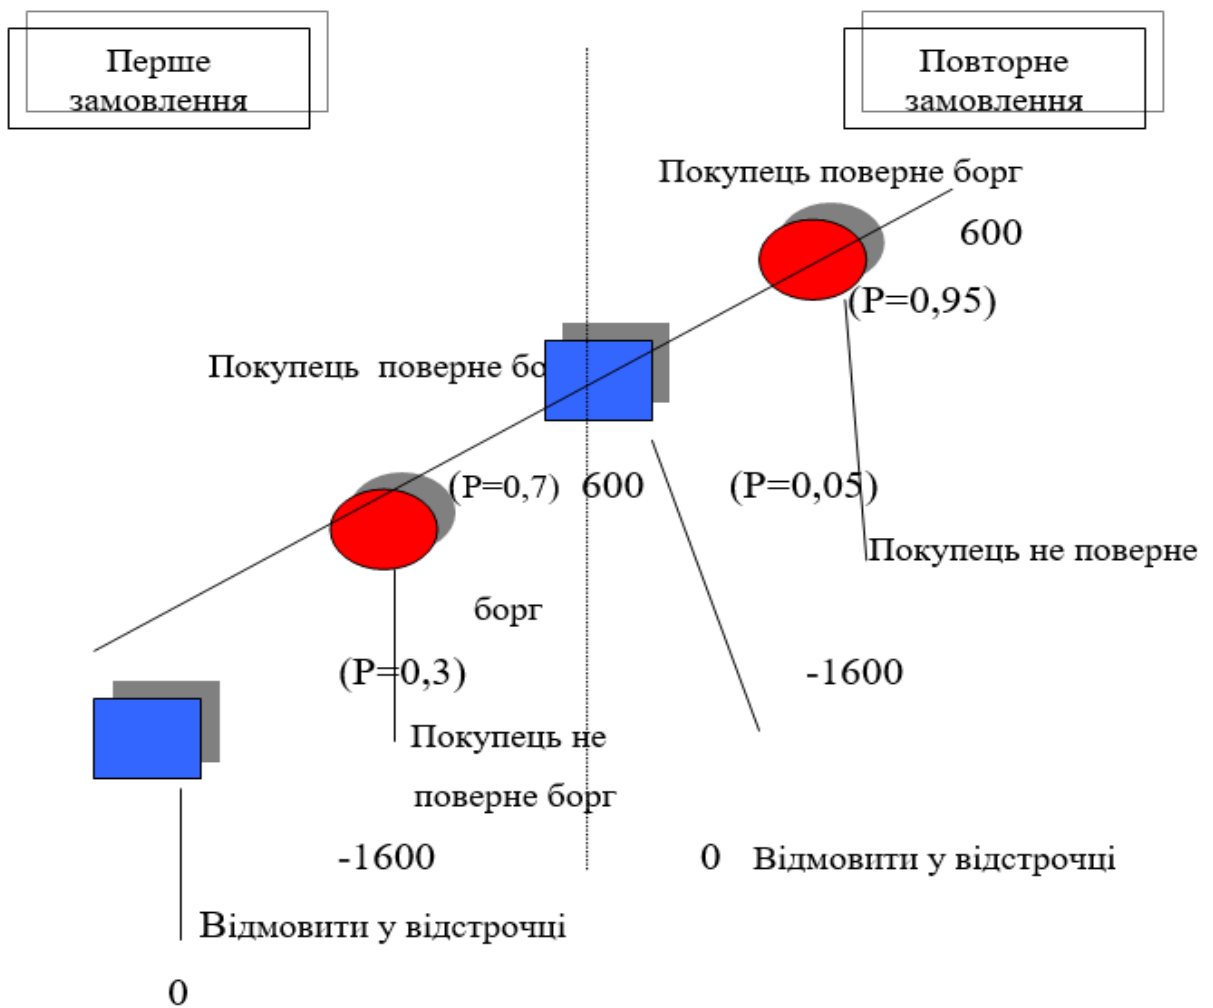 Перше
замовлення
Повторне
замовлення
Покупець поверне борг
600
(P=0,95)
Покупець  поверне бо
(P=0,7)  600
(P=0,05)
Покупець не поверне
борг
(P=0,3)
-1600
Покупець не
поверне борг
-1600
0  Відмовити у відстрочці
Відмовити у відстрочці
0